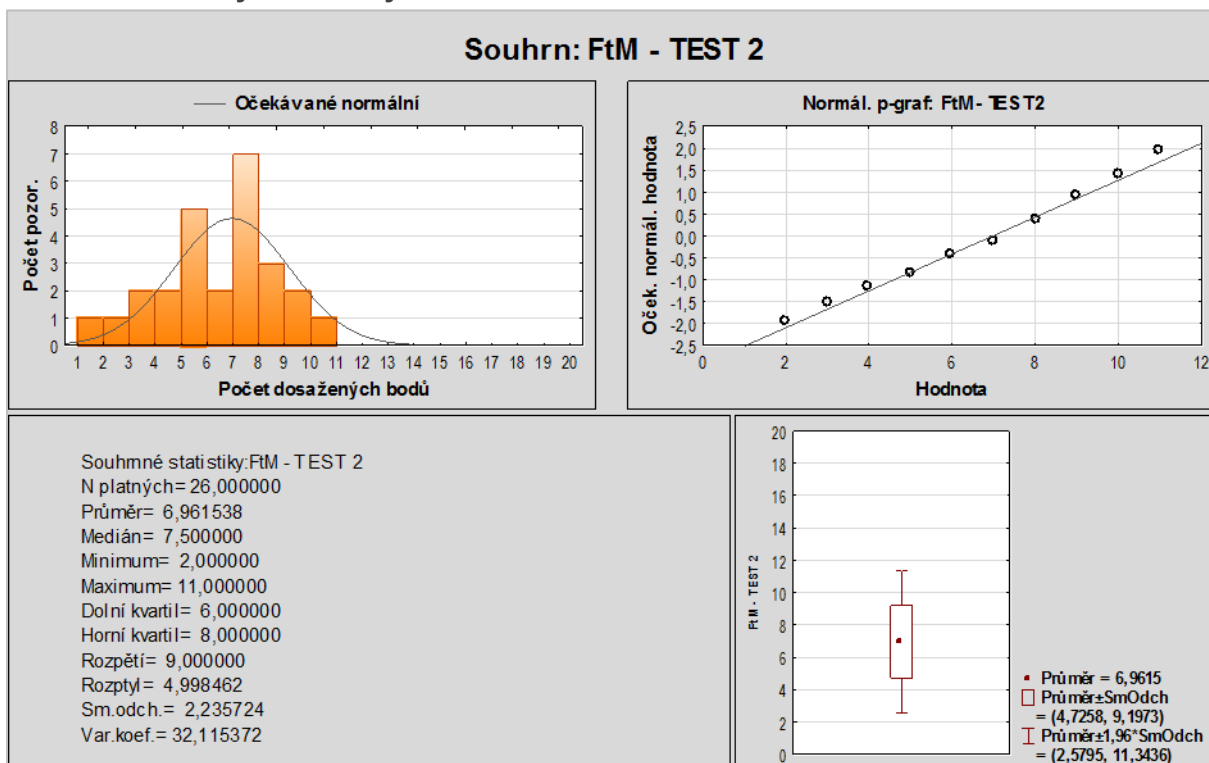 Souhrn: FtM - TEST 2
Očekávané normální
Počet pozor.
8
7
6
5
4
3
2
1
0
1 2 3 4 5 6 7 8 9 10 11 12 13 14 15 16 17 18 19 20
Počet dosažených bodů
Normál. p-graf: FtM - TEST2
Oček. normál. hodnota
2,5
2,0
1,5
1,0
0,5
0,0
-0,5
-1,0
-1,5
-2,0
-2,5
0 2 4 6 8 10 12
Hodnota
Souhrnné statistiky:FtM - TEST 2
N platných= 26,000000
Průměr= 6,961538
Medián= 7,500000
Minimum= 2,000000
Maximum= 11,000000
Dolní kvartil= 6,000000
Horní kvartil= 8,000000
Rozpětí= 9,000000
Rozptyl= 4,998462
Sm.odch.= 2,235724
Var.koef.= 32,115372
FtM - TEST 2
20
18
16
14
12
10
8
6
4
2
0
Průměr = 6,9615
Průměr±SmOdch
= (4,7258, 9,1973)
Průměr±1,96*SmOdch
= (2,5795, 11,3436)